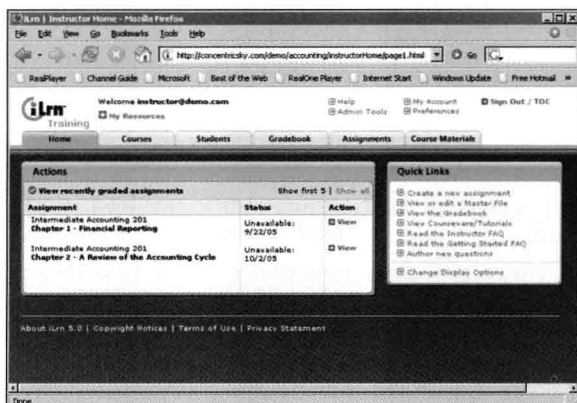 iLrn | Instructor Home - Mozilla Firefox
File Edit View Go Bookmarks Tools Help
http://concentricsky.com/demo/accounting/instructorHome/page1.html Go
RealPlayer Channel Guide Microsoft Best of the Web RealOne Player Internet Start Windows Update Free Hotmail
iLrn Training
Welcome instructor@demo.com
My Resources
Help My Account Sign Out / TOC
Admin Tools Preferences
Home Courses Students Gradebook Assignments Course Materials
Actions
View recently graded assignments Show first 5 | Show all
Assignment Status Action
Intermediate Accounting 201
Chapter 1 - Financial Reporting
Unavailable:
9/22/05
View
Intermediate Accounting 201
Chapter 2 - A Review of the Accounting Cycle
Unavailable:
10/2/05
View
Quick Links
Create a new assignment
View or edit a Master File
View the Gradebook
View Courseware/Tutorials
Read the Instructor FAQ
Read the Getting Started FAQ
Author new questions
Change Display Options
About iLrn 5.0 | Copyright Notices | Terms of Use | Privacy Statement
Done